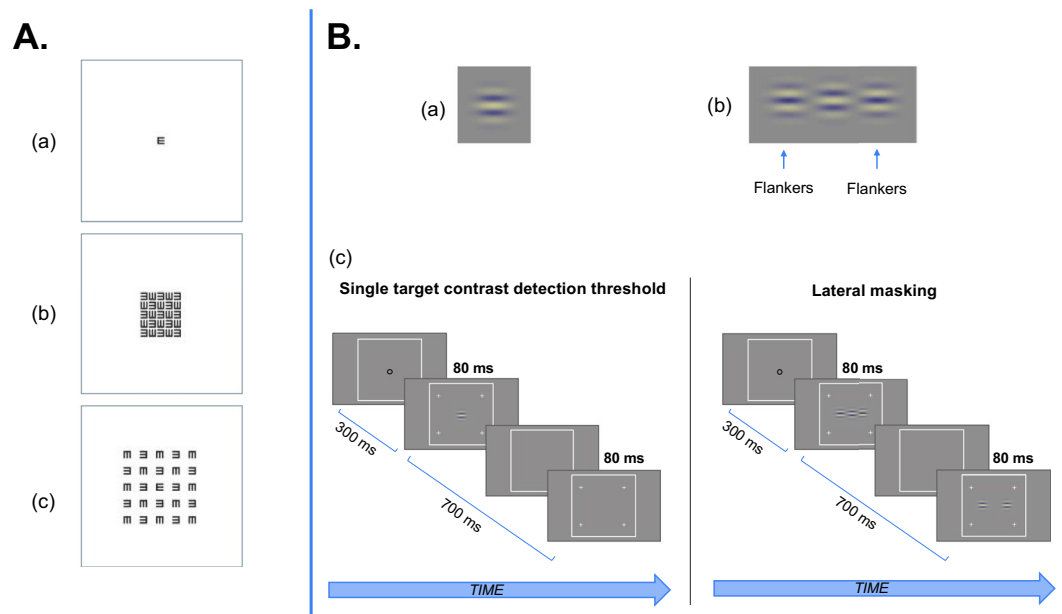 A.
(a)
E
(b)
(c)
B.
(a)
(b)
Flankers
Flankers
(c)
Single target contrast detection threshold
80 ms
80 ms
300 ms
700 ms
TIME
Lateral masking
80 ms
80 ms
300 ms
700 ms
TIME